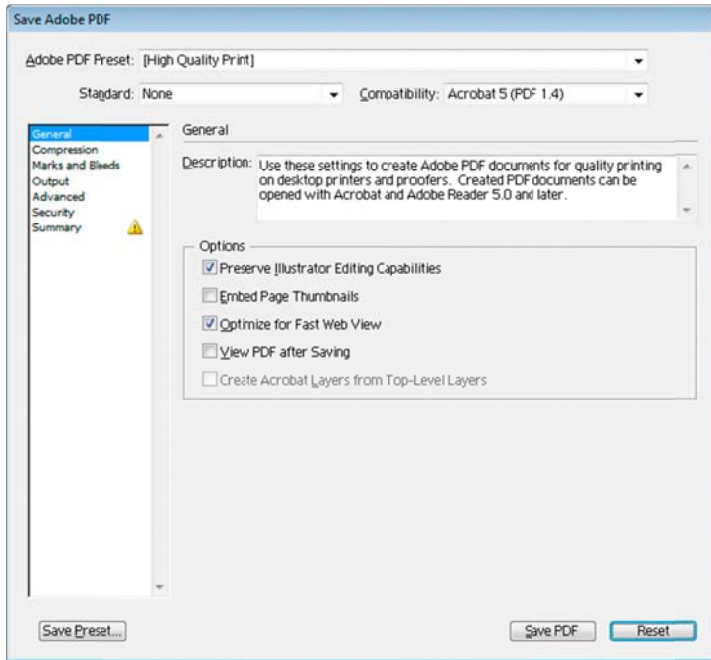 Save Adobe PDF
Adobe PDF Preset: [High Quality Print]
Standard: None Compatibility: Acrobat 5 (PDF 1.4)
General
Compression
Marks and Bleeds
Output
Advanced
Security
Summary
General
Description: Use these settings to create Adobe PDF documents for quality printing
on desktop printers and proofers. Created PDF documents can be
opened with Acrobat and Adobe Reader 5.0 and later.
Options
Preserve Illustrator Editing Capabilities
Embed Page Thumbnails
Optimize for Fast Web View
View PDF after Saving
Create Acrobat Layers from Top-Level Layers
Save Preset... Save PDF Reset